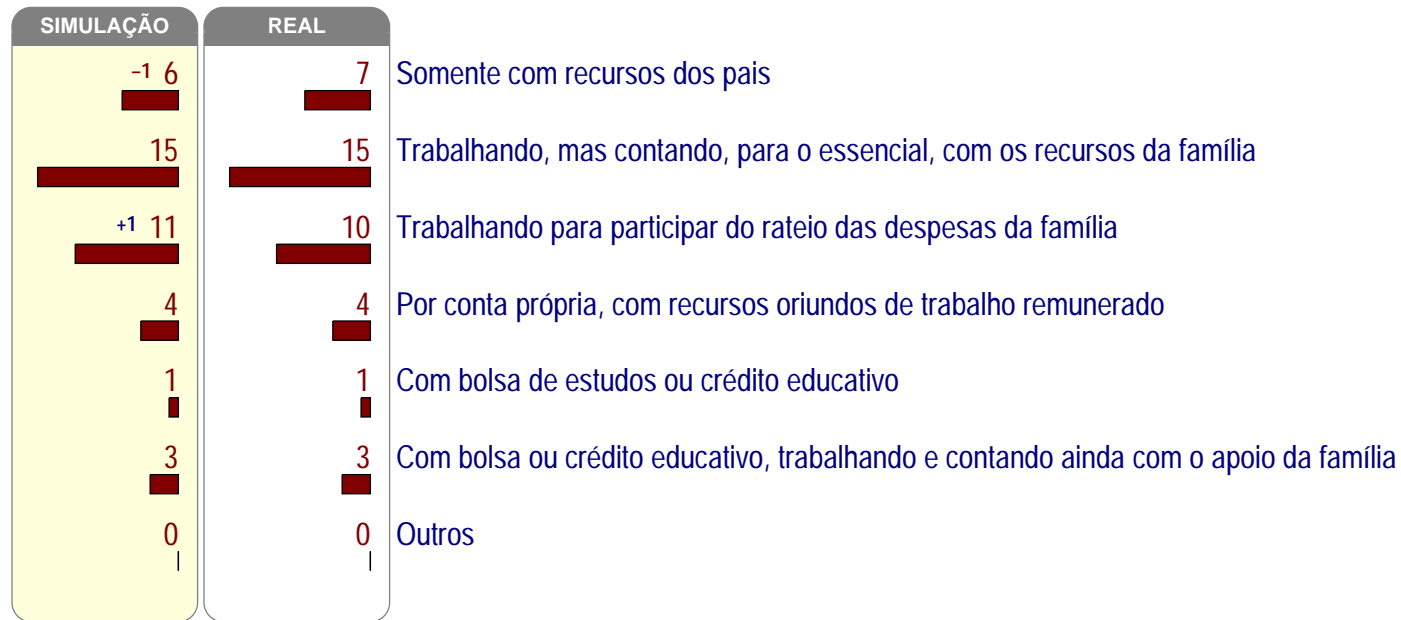 SIMULAÇÃO REAL
−1 6 7 Somente com recursos dos pais
15 15 Trabalhando, mas contando, para o essencial, com os recursos da família
+1 11 10 Trabalhando para participar do rateio das despesas da família
4 4 Por conta própria, com recursos oriundos de trabalho remunerado
1 1 Com bolsa de estudos ou crédito educativo
3 3 Com bolsa ou crédito educativo, trabalhando e contando ainda com o apoio da família
0 0 Outros